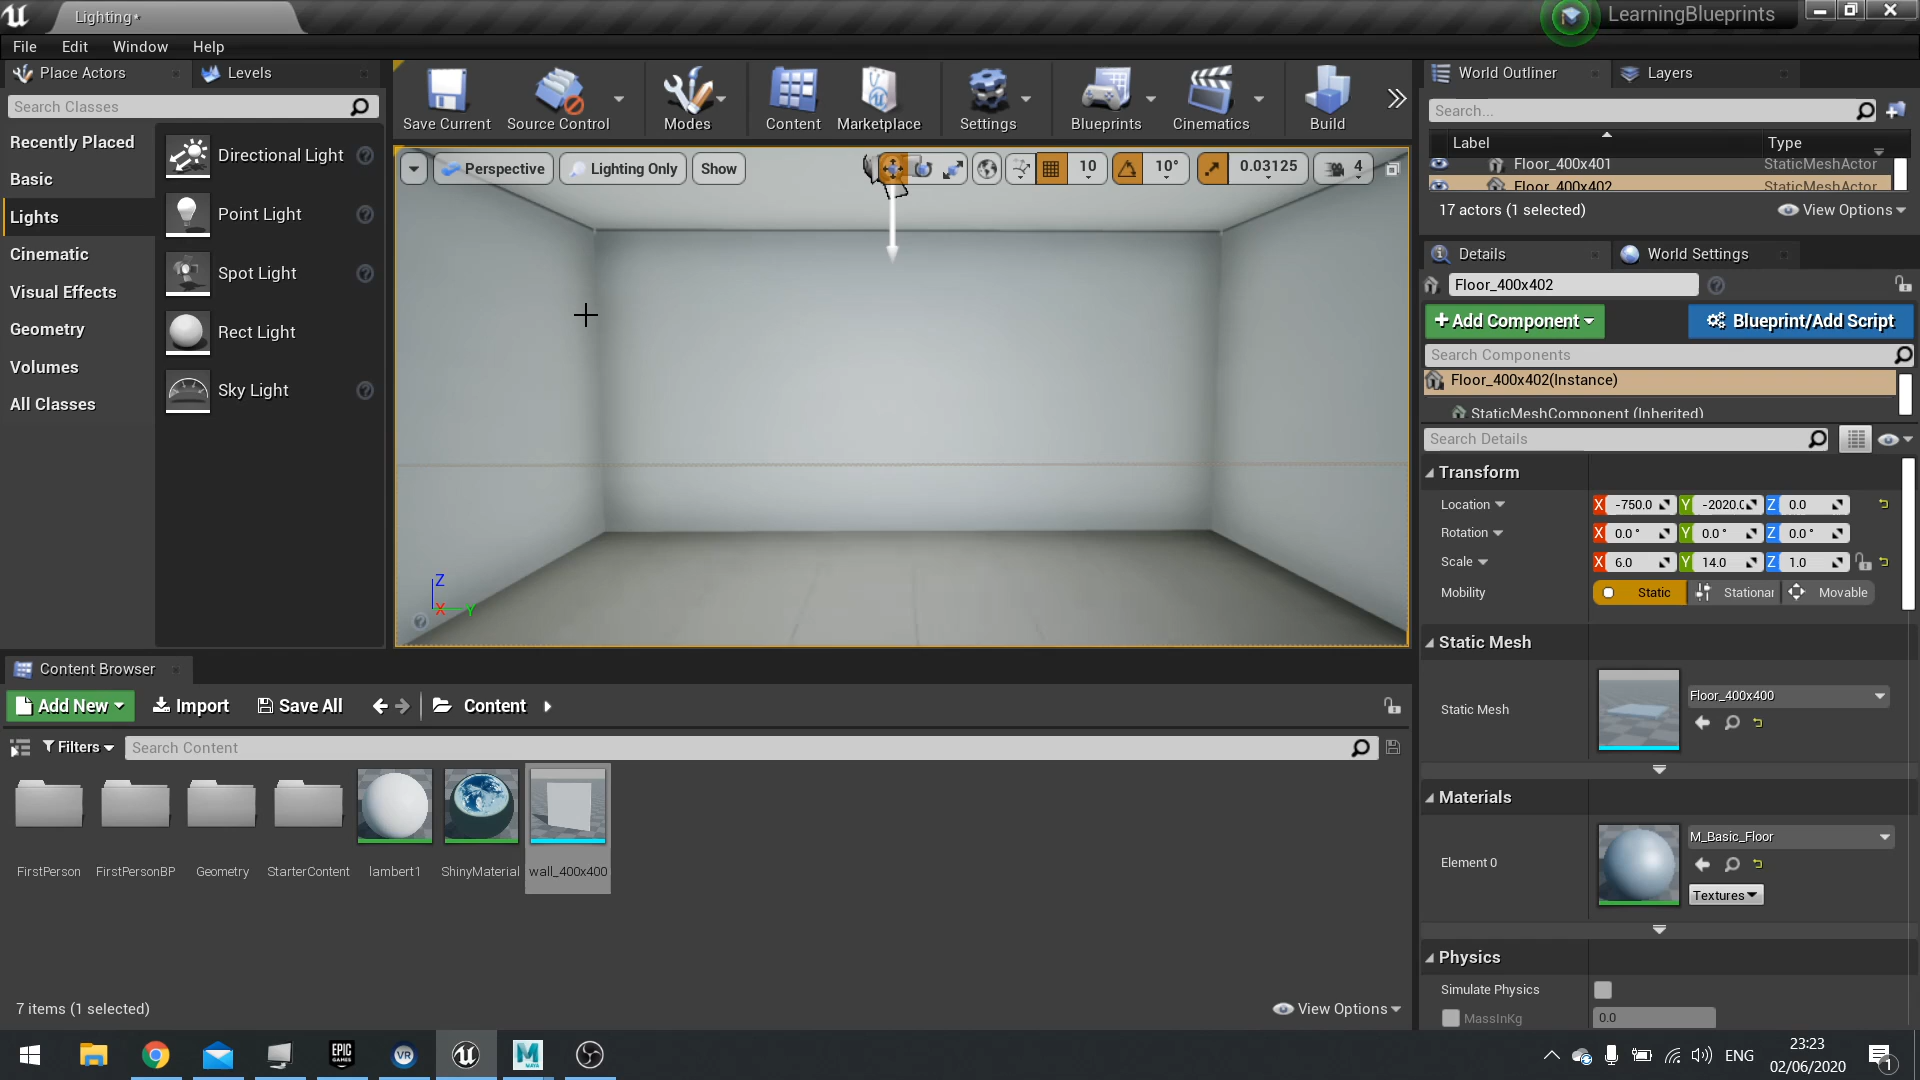 Lighting*
LearningBlueprints
File Edit Window Help
Place Actors
Levels
Search Classes
Recently Placed
Basic
Lights
Cinematic
Visual Effects
Geometry
Volumes
All Classes
Directional Light
Point Light
Spot Light
Rect Light
Sky Light
Save Current
Source Control
Modes
Content
Marketplace
Settings
Blueprints
Cinematics
Build
Perspective
Lighting Only
Show
10
10°
0.03125
4
Z
X
Y
World Outliner
Layers
Search...
Label
Type
Floor_400x401 StaticMeshActor
Floor_400x402 StaticMeshActor
17 actors (1 selected)
View Options
Details
World Settings
Floor_400x402
+Add Component
Blueprint/Add Script
Search Components
Floor_400x402(Instance)
StaticMeshComponent (Inherited)
Search Details
Transform
Location X -750.0 Y -2020.0 Z 0.0
Rotation X 0.0 ° Y 0.0 ° Z 0.0 °
Scale X 6.0 Y 14.0 Z 1.0
Mobility Static Stationar Movable
Static Mesh
Static Mesh
Floor_400x400
Materials
Element 0
M_Basic_Floor
Textures
Physics
Simulate Physics
MassInKg 0.0
Content Browser
Add New
Import
Save All
Content
Filters
Search Content
FirstPerson
FirstPersonBP
Geometry
StarterContent
lambert1
ShinyMaterial
wall_400x400
7 items (1 selected)
View Options
EPIC
GAMES
VR
M
ENG
23:23
02/06/2020
1